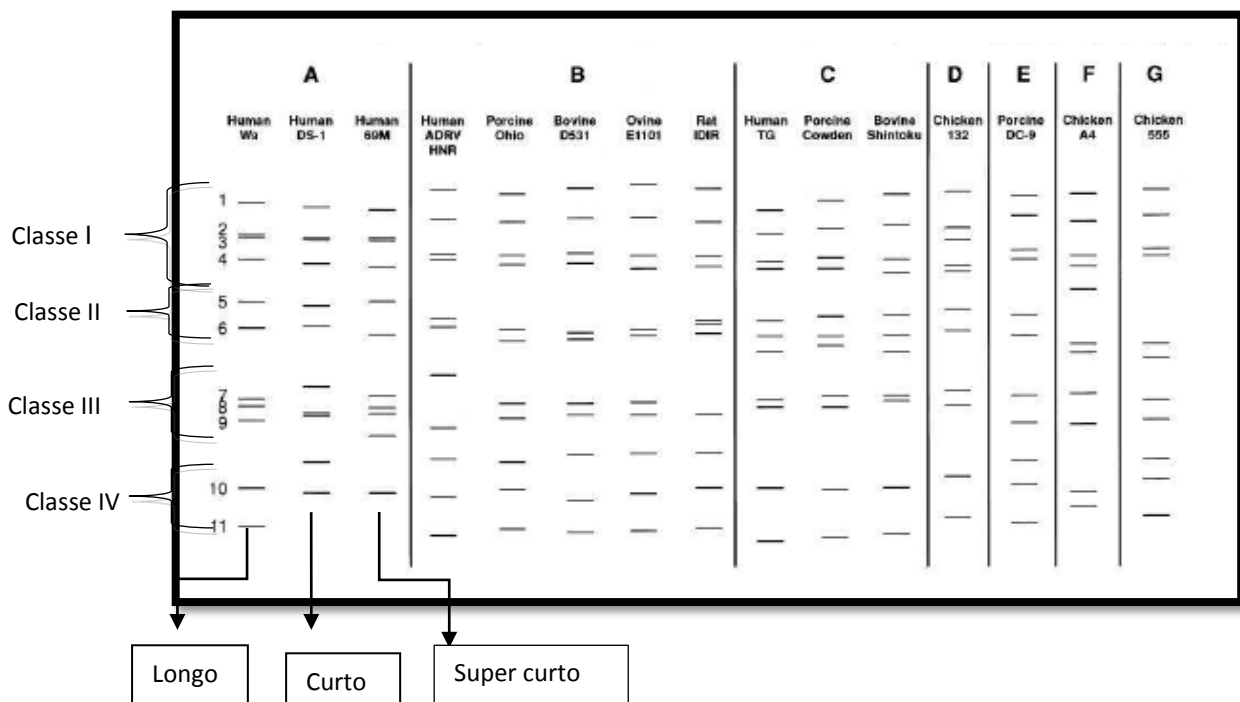 A B C D E F G
Human Human Human Human Porcine Bovine Ovine Rat Human Porcine Bovine Chicken Porcine Chicken Chicken
Wa DS-1 69M ADRV Ohio D531 E1101 IDIR TG Cowden Shintoku 132 DC-9 A4 555
HNR
1
Classe I
2
3
4
Classe II
5
6
Classe III
7
8
9
Classe IV
10
11
Longo
Curto
Super curto